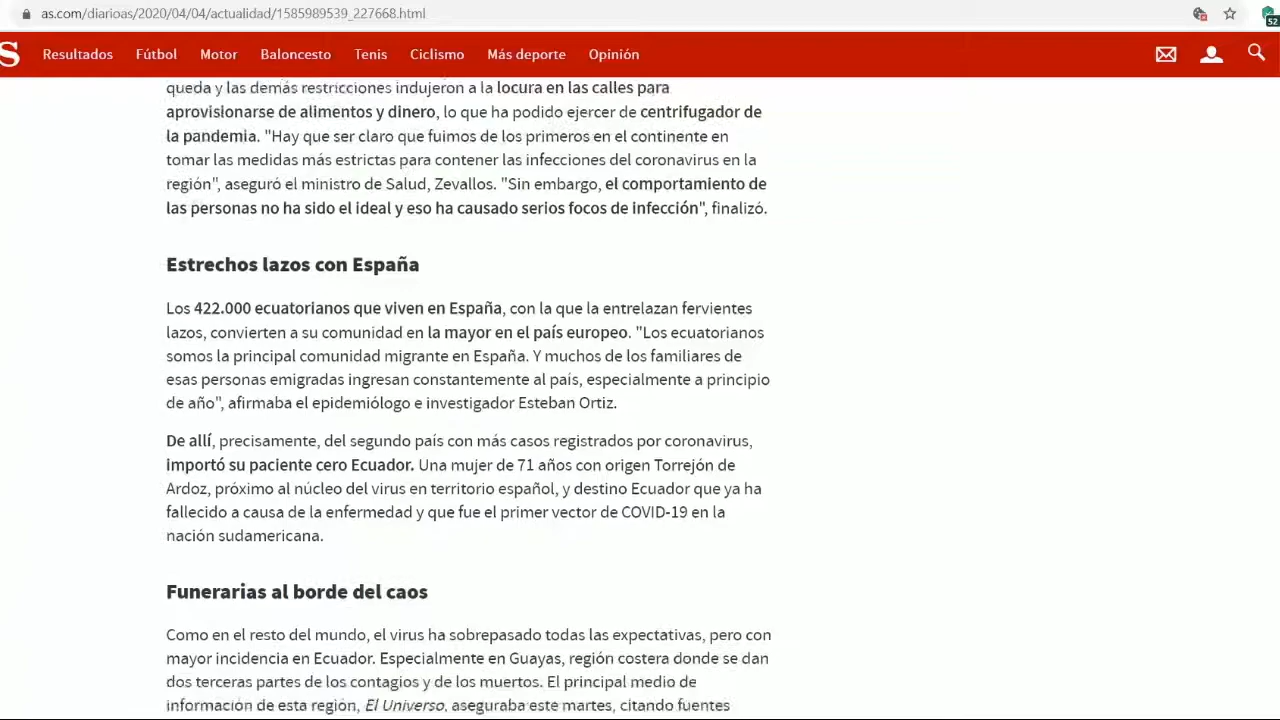 as.com/diarioas/2020/04/04/actualidad/1585989539_227668.html
52
S
Resultados Fútbol Motor Baloncesto Tenis Ciclismo Más deporte Opinión
queda y las demás restricciones indujeron a la locura en las calles para
aprovisionarse de alimentos y dinero, lo que ha podido ejercer de centrifugador de
la pandemia. "Hay que ser claro que fuimos de los primeros en el continente en
tomar las medidas más estrictas para contener las infecciones del coronavirus en la
región", aseguró el ministro de Salud, Zevallos. "Sin embargo, el comportamiento de
las personas no ha sido el ideal y eso ha causado serios focos de infección", finalizó.
Estrechos lazos con España
Los 422.000 ecuatorianos que viven en España, con la que la entrelazan fervientes
lazos, convierten a su comunidad en la mayor en el país europeo. "Los ecuatorianos
somos la principal comunidad migrante en España. Y muchos de los familiares de
esas personas emigradas ingresan constantemente al país, especialmente a principio
de año", afirmaba el epidemiólogo e investigador Esteban Ortiz.
De allí, precisamente, del segundo país con más casos registrados por coronavirus,
importó su paciente cero Ecuador. Una mujer de 71 años con origen Torrejón de
Ardoz, próximo al núcleo del virus en territorio español, y destino Ecuador que ya ha
fallecido a causa de la enfermedad y que fue el primer vector de COVID-19 en la
nación sudamericana.
Funerarias al borde del caos
Como en el resto del mundo, el virus ha sobrepasado todas las expectativas, pero con
mayor incidencia en Ecuador. Especialmente en Guayas, región costera donde se dan
dos terceras partes de los contagios y de los muertos. El principal medio de
información de esta región, El Universo, aseguraba este martes, citando fuentes